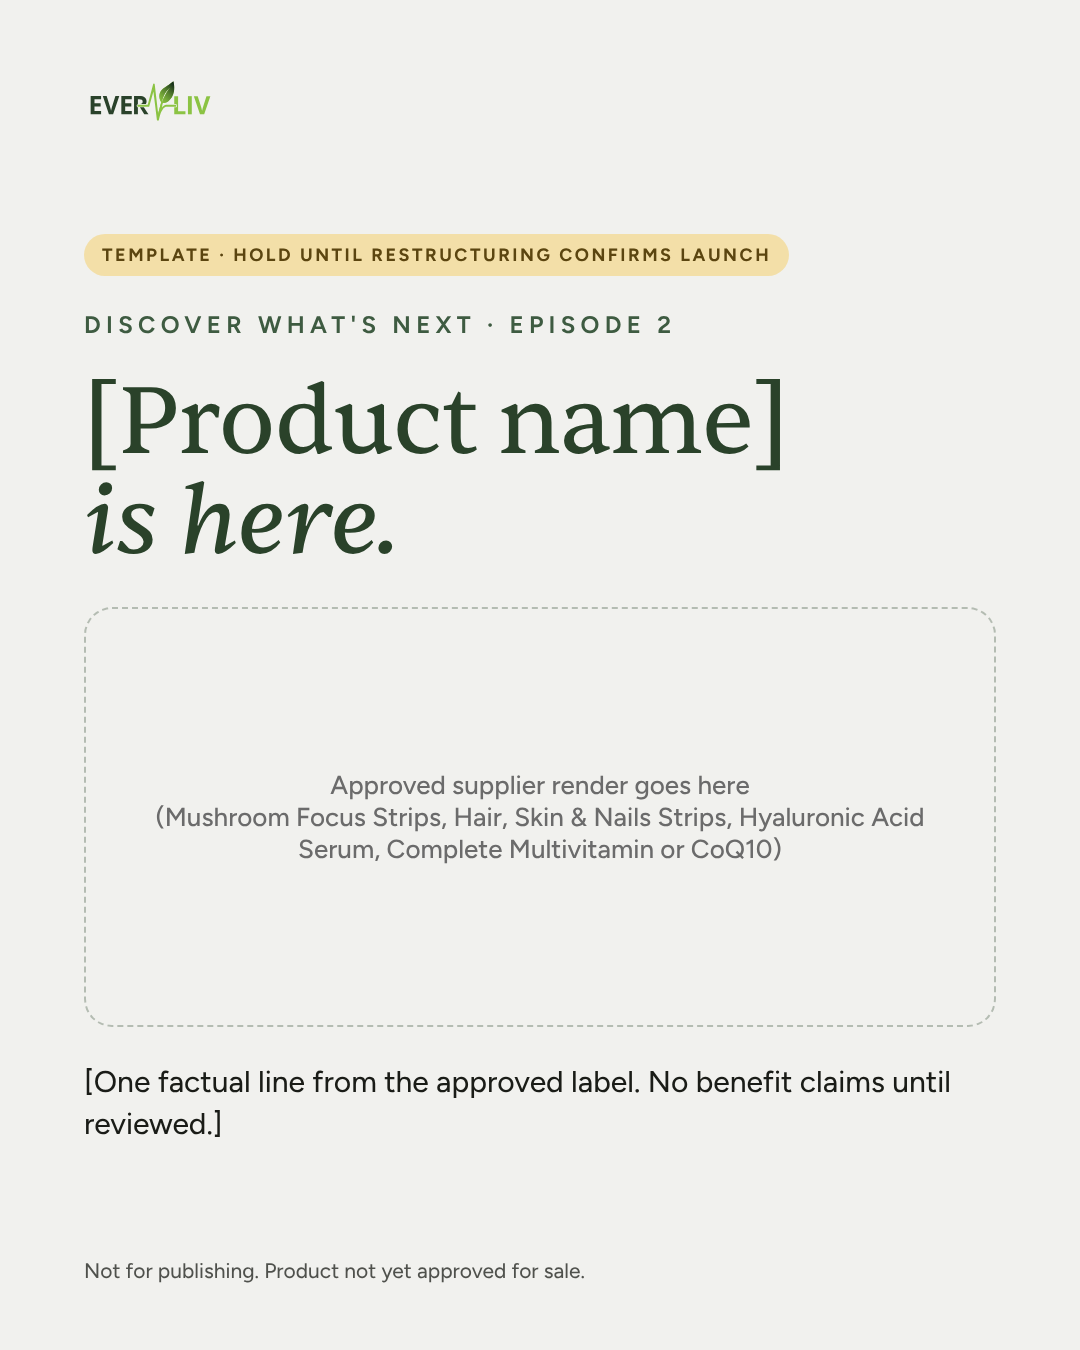 EVER LIV
TEMPLATE · HOLD UNTIL RESTRUCTURING CONFIRMS LAUNCH
DISCOVER WHAT'S NEXT · EPISODE 2
[Product name]
is here.
Approved supplier render goes here
(Mushroom Focus Strips, Hair, Skin & Nails Strips, Hyaluronic Acid
Serum, Complete Multivitamin or CoQ10)
[One factual line from the approved label. No benefit claims until
reviewed.]
Not for publishing. Product not yet approved for sale.